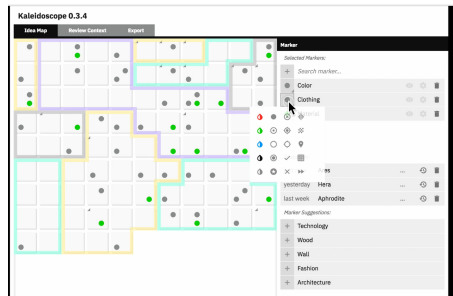 Kaleidoscope 0.3.4
Idea Map
Review Context
Export
Marker
Selected Markers:
+ Search marker...
Color
Clothing
yesterday Hera ...
last week Aphrodite ...
Marker Suggestions:
+ Technology
+ Wood
+ Wall
+ Fashion
+ Architecture